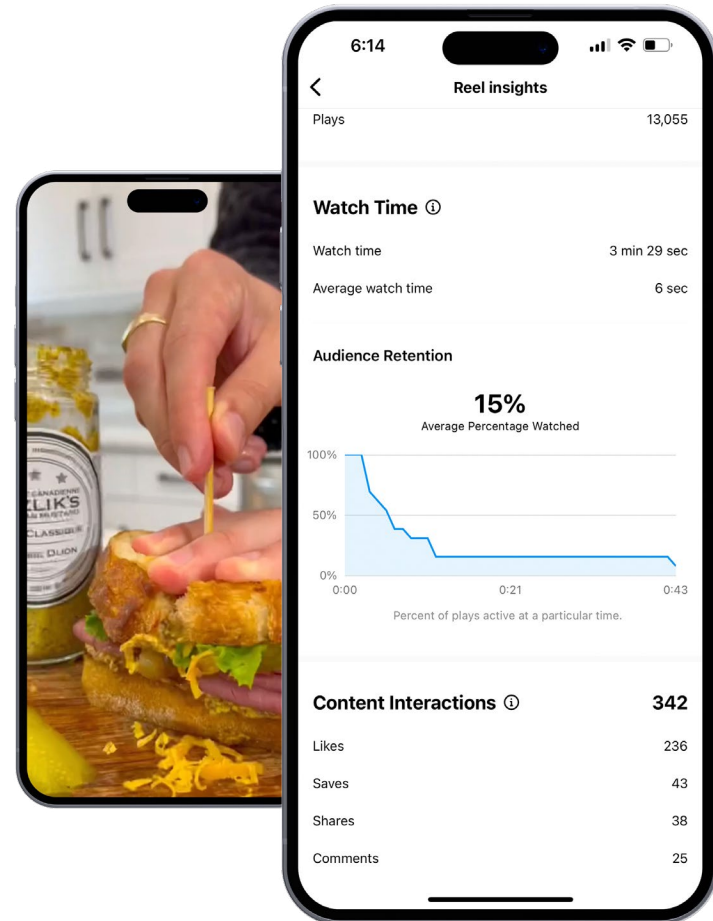 6:14
Reel insights
Plays 13,055
Watch Time
Watch time 3 min 29 sec
Average watch time 6 sec
Audience Retention
15%
Average Percentage Watched
100%
50%
0%
0:00 0:21 0:43
Percent of plays active at a particular time.
Content Interactions 342
Likes 236
Saves 43
Shares 38
Comments 25
CANADIENNE
CLASSIQUE
DIJON